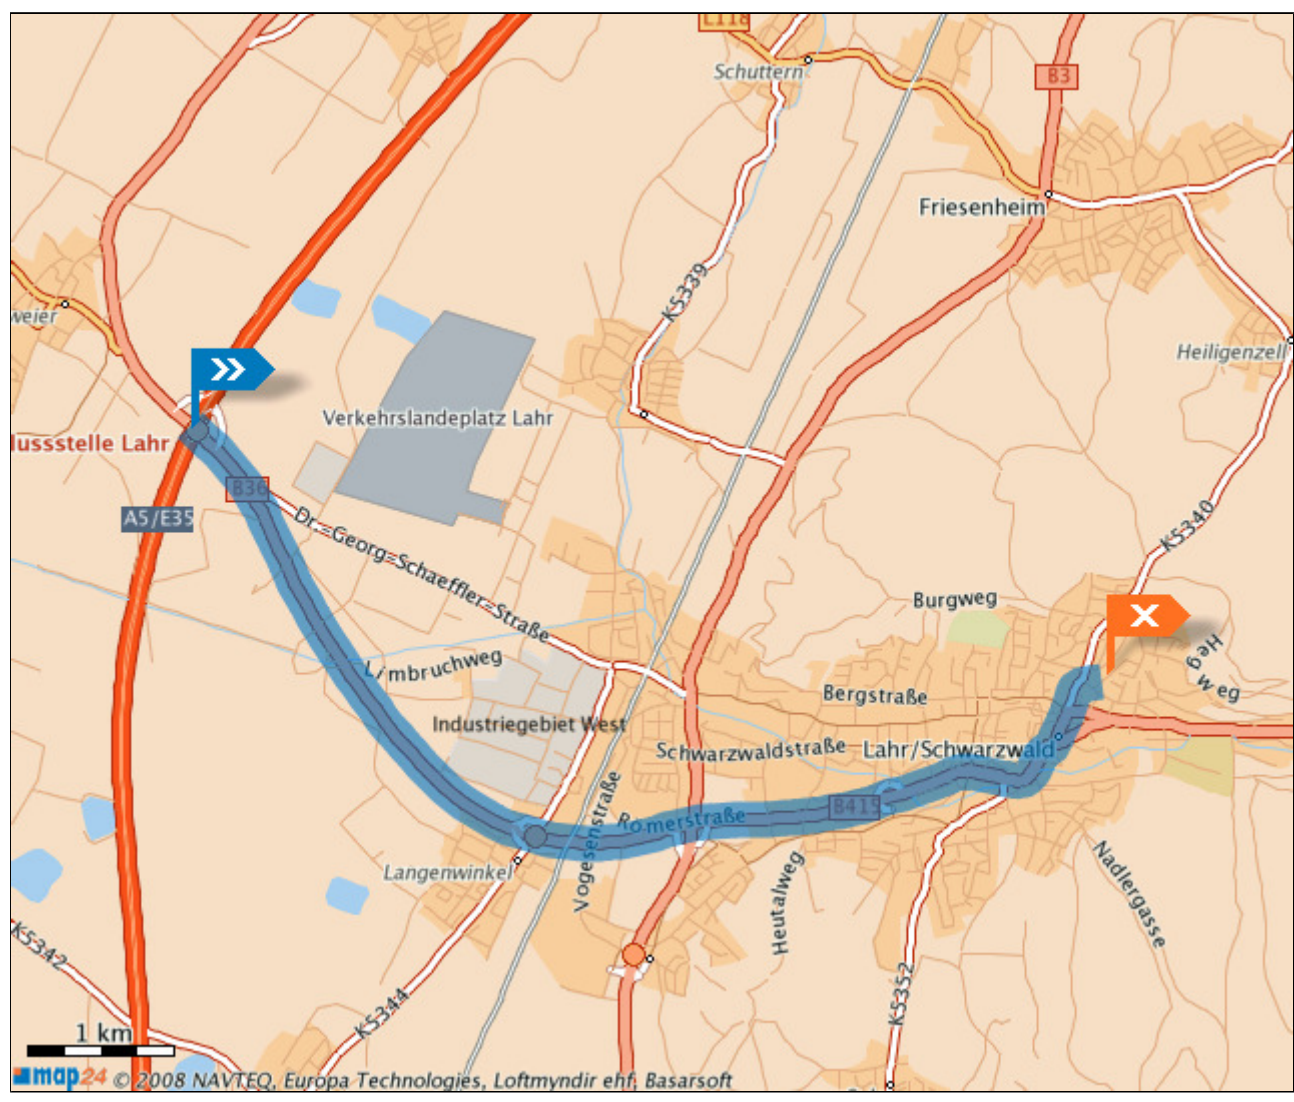 L118
Schuttern
B3
Friesenheim
K5339
weier
Heiligenzell
Verkehrslandeplatz Lahr
lussstelle Lahr
B36
A5/E35
Dr.-Georg-Schaeffler-Straße
K5340
Burgweg
Limbruchweg
Heg
weg
Bergstraße
Industriegebiet West
Schwarzwaldstraße
Lahr/Schwarzwald
B415
Römerstraße
Vogesenstraße
Langenwinkel
Heutalweg
Nadlergasse
K5342
K5344
K5352
1 km
map24 © 2008 NAVTEQ, Europa Technologies, Loftmyndir ehf, Basarsoft